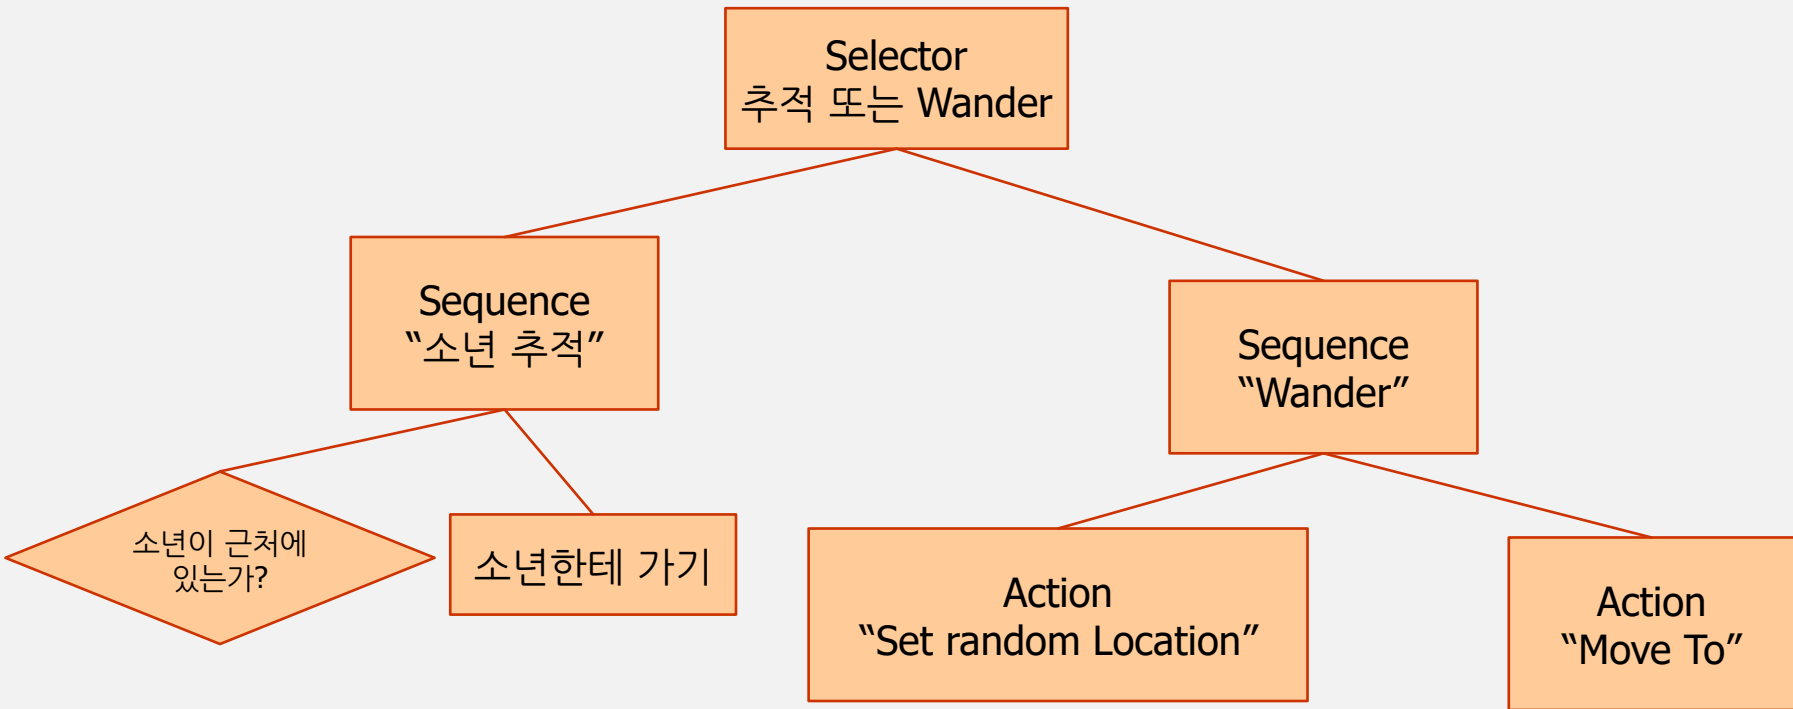 Selector
추적 또는 Wander
Sequence
“소년 추적”
Sequence
“Wander”
소년이 근처에
있는가?
소년한테 가기
Action
“Set random Location”
Action
“Move To”